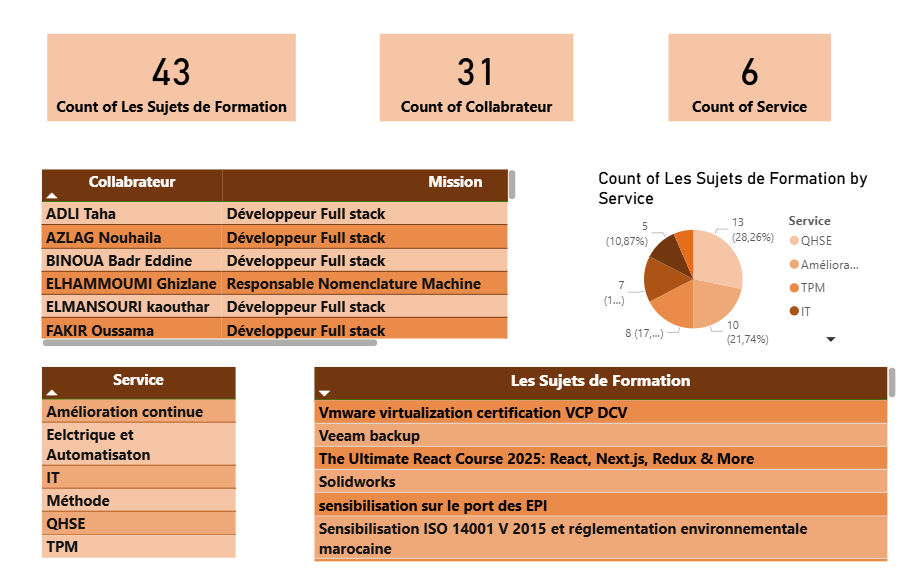 43
Count of Les Sujets de Formation
31
Count of Collabrateur
6
Count of Service
Collabrateur Mission
ADLI Taha Développeur Full stack
AZLAG Nouhaila Développeur Full stack
BINOUA Badr Eddine Développeur Full stack
ELHAMMOUMI Ghizlane Responsable Nomenclature Machine
ELMANSOURI kaouthar Développeur Full stack
FAKIR Oussama Développeur Full stack
Count of Les Sujets de Formation by
Service
13
(28,26%)
10
(21,74%)
8 (17,...)
7
(1...)
5
(10,87%)
Service
QHSE
Améliora...
TPM
IT
Service
Amélioration continue
Eelctrique et
Automatisaton
IT
Méthode
QHSE
TPM
Les Sujets de Formation
Vmware virtualization certification VCP DCV
Veeam backup
The Ultimate React Course 2025: React, Next.js, Redux & More
Solidworks
sensibilisation sur le port des EPI
Sensibilisation ISO 14001 V 2015 et réglementation environnementale
marocaine